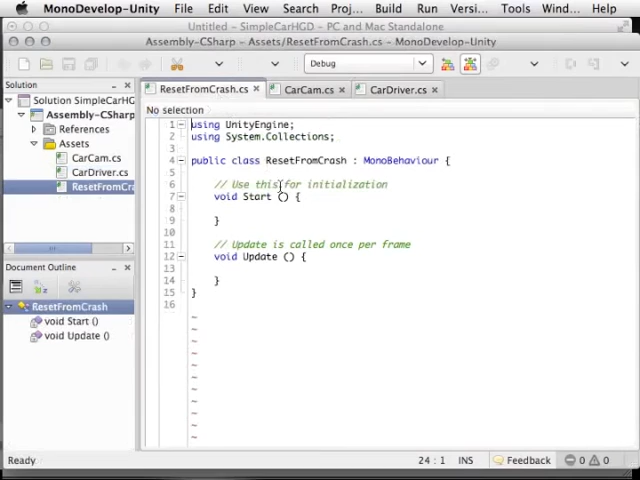 MonoDevelop-Unity File Edit View Search Proj... Build Run Versi... Tools Window Help
Untitled - SimpleCarHGD - PC and Mac Standalone
Assembly-CSharp - Assets/ResetFromCrash.cs - MonoDevelop-Unity
Debug
Solution
ResetFromCrash.cs CarCam.cs CarDriver.cs
Solution SimpleCarHG
No selection
Assembly-CSharp
References
Assets
CarCam.cs
CarDriver.cs
ResetFromCra
1 using UnityEngine;
2 using System.Collections;
3
4 public class ResetFromCrash : MonoBehaviour {
5
6 // Use this for initialization
7 void Start () {
8
9 }
10
11 // Update is called once per frame
12 void Update () {
13
14 }
15 }
16
~
~
~
~
~
~
~
~
~
Document Outline
ResetFromCrash
void Start ()
void Update ()
Ready 24 : 1 INS Feedback 0 0